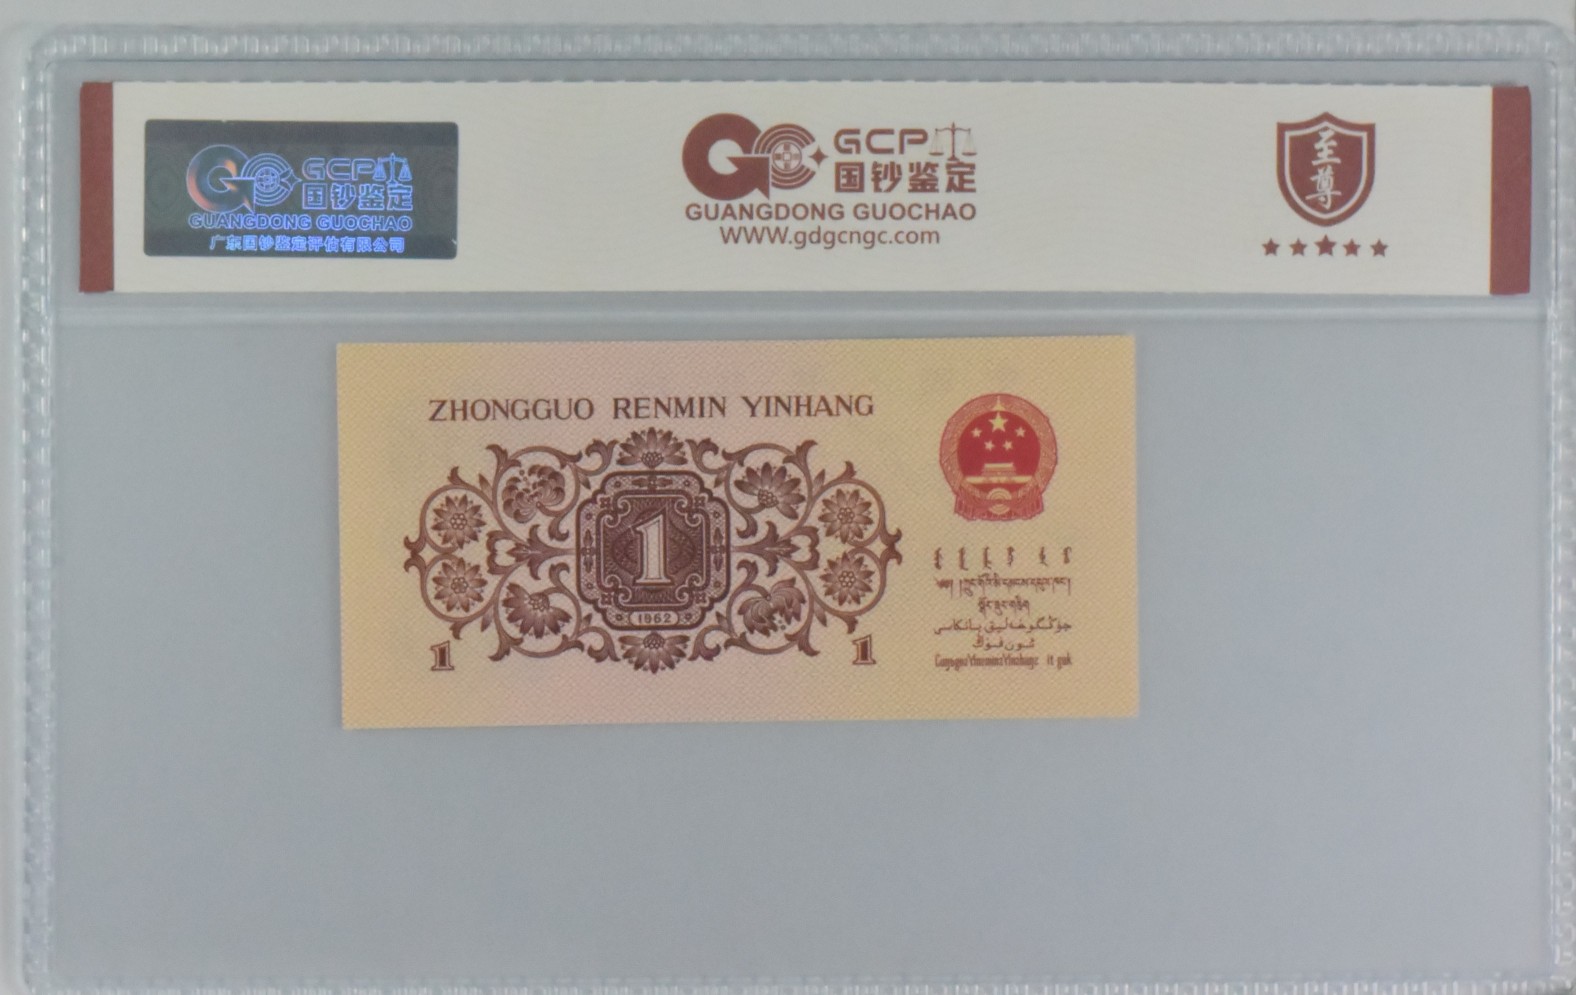 GCP
国钞鉴定
GUANGDONG GUOCHAO
广东国钞鉴定评估有限公司
GCP
国钞鉴定
GUANGDONG GUOCHAO
WWW.gdgcngc.com
至尊
ZHONGGUO RENMIN YINHANG
1
1962
1
1
جۇڭگوخەلىق بانكاسى